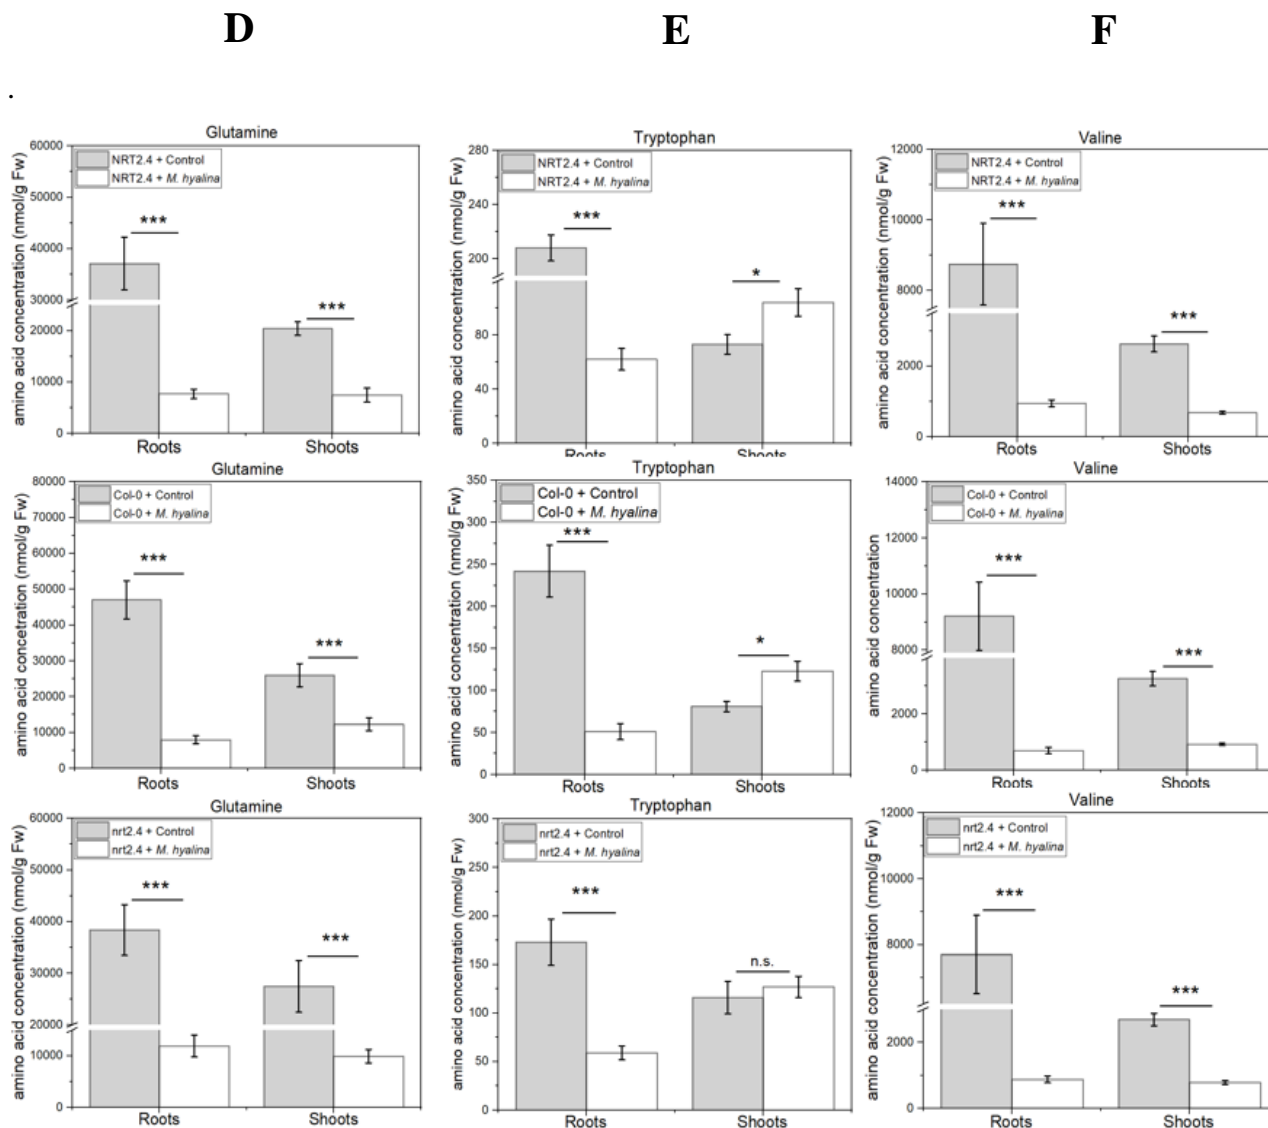 D E F
.
Glutamine
amino acid concentration (nmol/g Fw)
60000
50000
40000
30000
20000
10000
0
NRT2.4 + Control
NRT2.4 + M. hyalina
***
***
Roots Shoots
Tryptophan
amino acid concentration (nmol/g Fw)
280
240
200
80
40
0
NRT2.4 + Control
NRT2.4 + M. hyalina
***
*
Roots Shoots
Valine
amino acid concentration (nmol/g Fw)
12000
10000
8000
2000
0
NRT2.4 + Control
NRT2.4 + M. hyalina
***
***
Roots Shoots
Glutamine
amino acid concetration (nmol/g Fw)
80000
70000
60000
50000
40000
30000
20000
10000
0
Col-0 + Control
Col-0 + M. hyalina
***
***
Roots Shoots
Tryptophan
amino acid concentration (nmol/g Fw)
350
300
250
200
150
100
50
0
Col-0 + Control
Col-0 + M. hyalina
***
*
Roots Shoots
Valine
amino acid concentration
14000
12000
10000
8000
2000
0
Col-0 + Control
Col-0 + M. hyalina
***
***
Roots Shoots
Glutamine
amino acid concentration (nmol/g Fw)
60000
50000
40000
30000
20000
10000
0
nrt2.4 + Control
nrt2.4 + M. hyalina
***
***
Roots Shoots
Tryptophan
amino acid concentration (nmol/g Fw)
300
250
200
150
100
50
0
nrt2.4 + Control
nrt2.4 + M. hyalina
***
n.s.
Roots Shoots
Valine
amino acid concentration (nmol/g Fw)
12000
10000
8000
2000
0
nrt2.4 + Control
nrt2.4 + M. hyalina
***
***
Roots Shoots